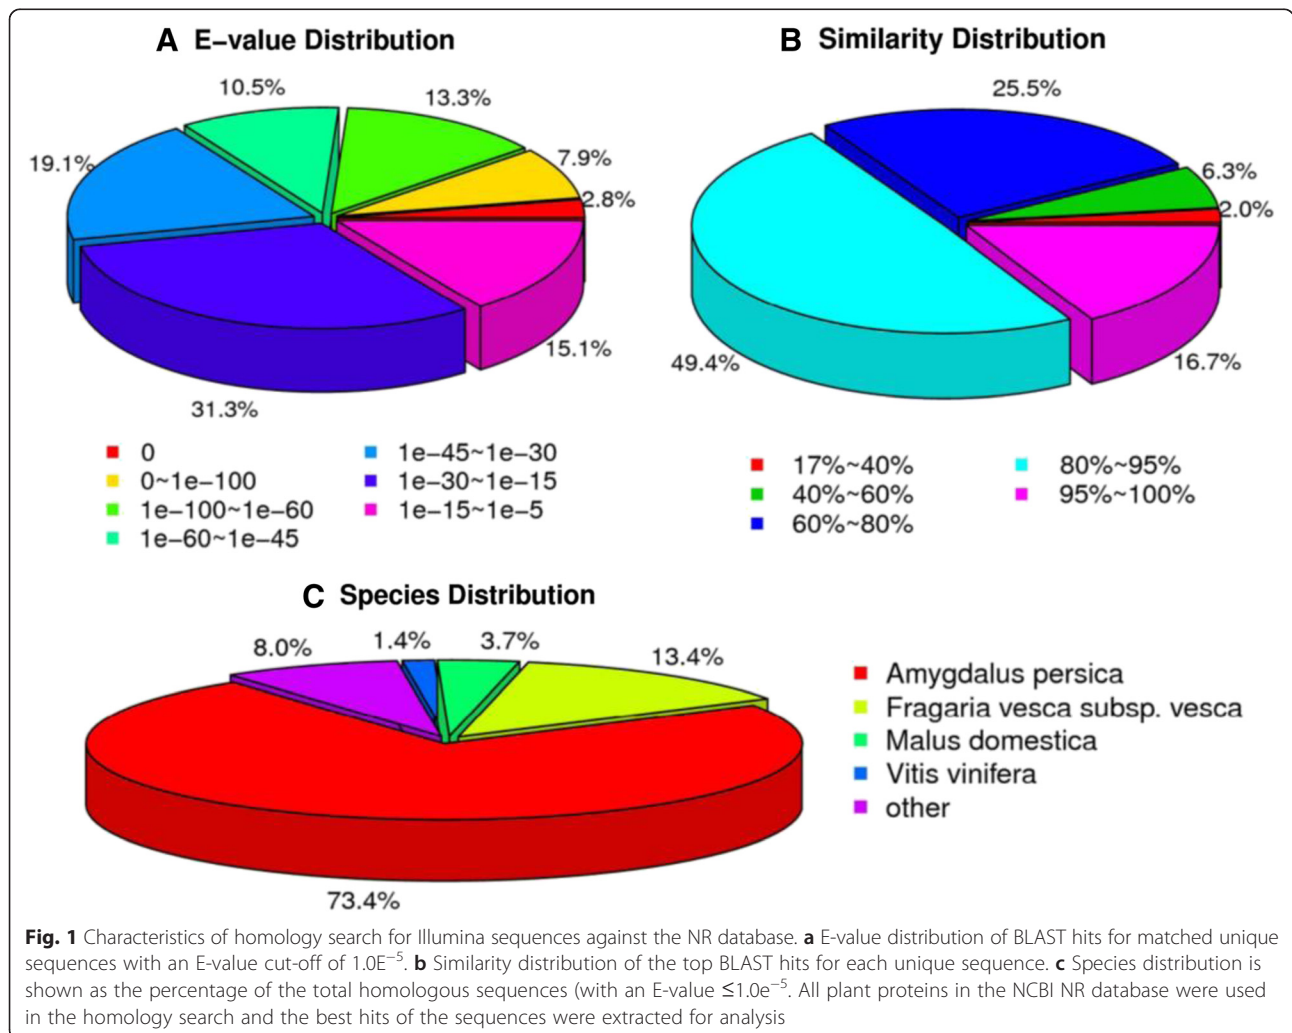 A E−value Distribution
10.5%
13.3%
19.1%
7.9%
2.8%
15.1%
31.3%
0
0~1e−100
1e−100~1e−60
1e−60~1e−45
1e−45~1e−30
1e−30~1e−15
1e−15~1e−5
B Similarity Distribution
25.5%
6.3%
2.0%
49.4%
16.7%
17%~40%
40%~60%
60%~80%
80%~95%
95%~100%
C Species Distribution
8.0%
1.4%
3.7%
13.4%
73.4%
Amygdalus persica
Fragaria vesca subsp. vesca
Malus domestica
Vitis vinifera
other
Fig. 1 Characteristics of homology search for Illumina sequences against the NR database. a E-value distribution of BLAST hits for matched unique
sequences with an E-value cut-off of 1.0E⁻⁵. b Similarity distribution of the top BLAST hits for each unique sequence. c Species distribution is
shown as the percentage of the total homologous sequences (with an E-value ≤1.0e⁻⁵. All plant proteins in the NCBI NR database were used
in the homology search and the best hits of the sequences were extracted for analysis